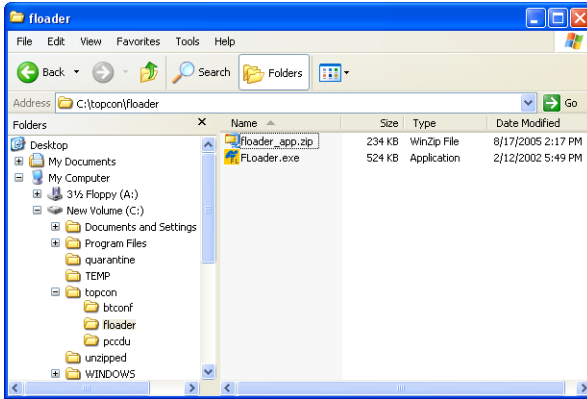 floader
File Edit View Favorites Tools Help
Back Search Folders
Address C:\topcon\floader Go
Folders x Name Size Type Date Modified
Desktop
My Documents
My Computer
3½ Floppy (A:)
New Volume (C:)
Documents and Settings
Program Files
quarantine
TEMP
topcon
btconf
floader
pccdu
unzipped
WINDOWS
floader_app.zip 234 KB WinZip File 8/17/2005 2:17 PM
FLoader.exe 524 KB Application 2/12/2002 5:49 PM